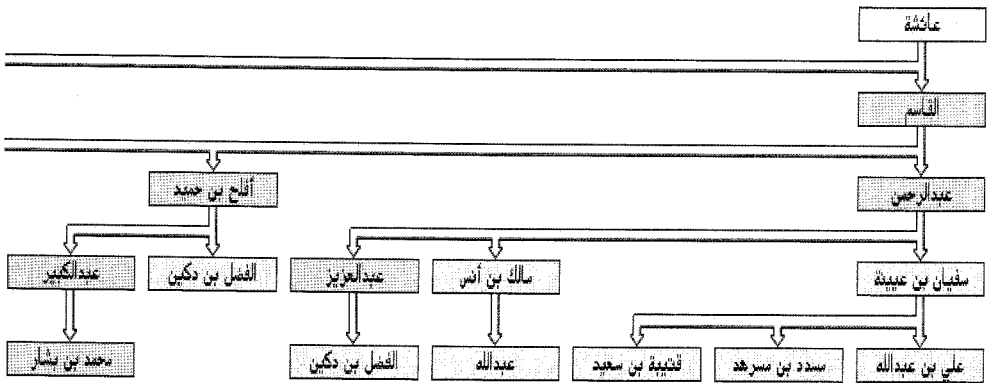 عائشة
القاسم
أفلح بن حميد
عبدالرحمن
عبدالكبير
الفضل بن دكين
عبدالعزيز
مالك بن أنس
سفيان بن عيينة
محمد بن بشار
الفضل بن دكين
عبدالله
قتيبة بن سعيد
مسدد بن مسرهد
علي بن عبدالله